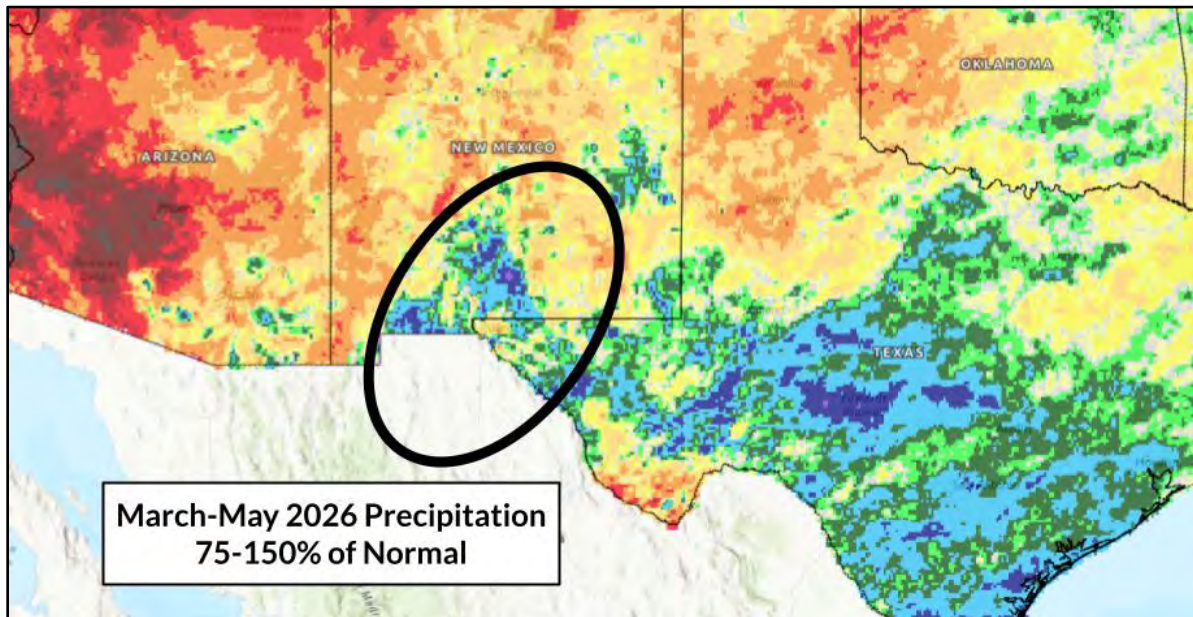 OKLAHOMA
ARIZONA
NEW MEXICO
TEXAS
March-May 2026 Precipitation
75-150% of Normal